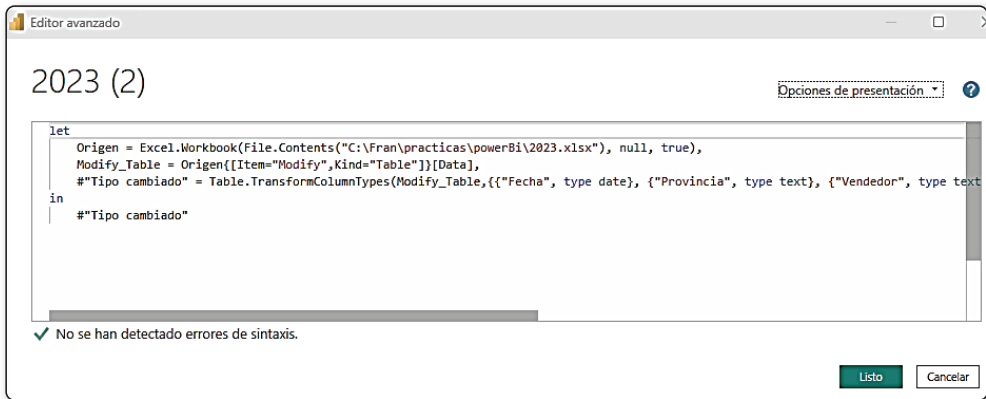 Editor avanzado
2023 (2)
Opciones de presentación
let
Origen = Excel.Workbook(File.Contents("C:\Fran\practicas\powerBi\2023.xlsx"), null, true),
Modify_Table = Origen{[Item="Modify",Kind="Table"]}[Data],
#"Tipo cambiado" = Table.TransformColumnTypes(Modify_Table,{{"Fecha", type date}, {"Provincia", type text}, {"Vendedor", type text
in
#"Tipo cambiado"
No se han detectado errores de sintaxis.
Listo
Cancelar